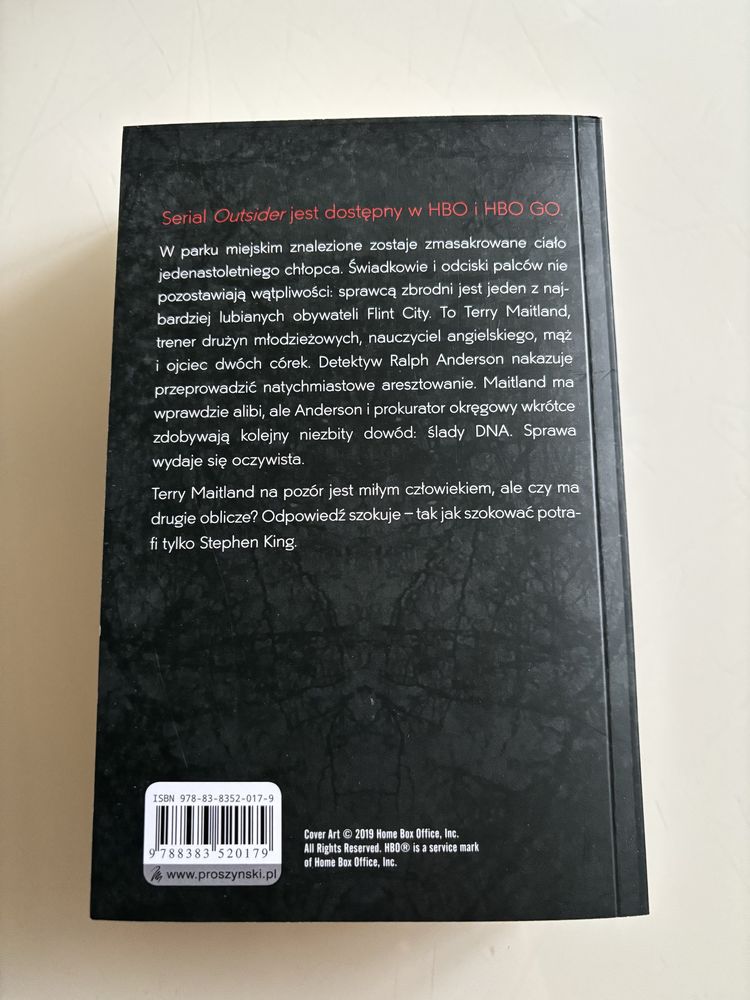 Serial Outsider jest dostępny w HBO i HBO GO.
W parku miejskim znalezione zostaje zmasakrowane ciało
jedenastoletniego chłopca. Świadkowie i odciski palców nie
pozostawiają wątpliwości: sprawcą zbrodni jest jeden z naj-
bardziej lubianych obywateli Flint City. To Terry Maitland,
trener drużyn młodzieżowych, nauczyciel angielskiego, mąż
i ojciec dwóch córek. Detektyw Ralph Anderson nakazuje
przeprowadzić natychmiastowe aresztowanie. Maitland ma
wprawdzie alibi, ale Anderson i prokurator okręgowy wkrótce
zdobywają kolejny niezbity dowód: ślady DNA. Sprawa
wydaje się oczywista.
Terry Maitland na pozór jest miłym człowiekiem, ale czy ma
drugie oblicze? Odpowiedź szokuje – tak jak szokować potra-
fi tylko Stephen King.
ISBN 978-83-8352-017-9
9 788383 520179
www.proszynski.pl
Cover Art © 2019 Home Box Office, Inc.
All Rights Reserved. HBO® is a service mark
of Home Box Office, Inc.